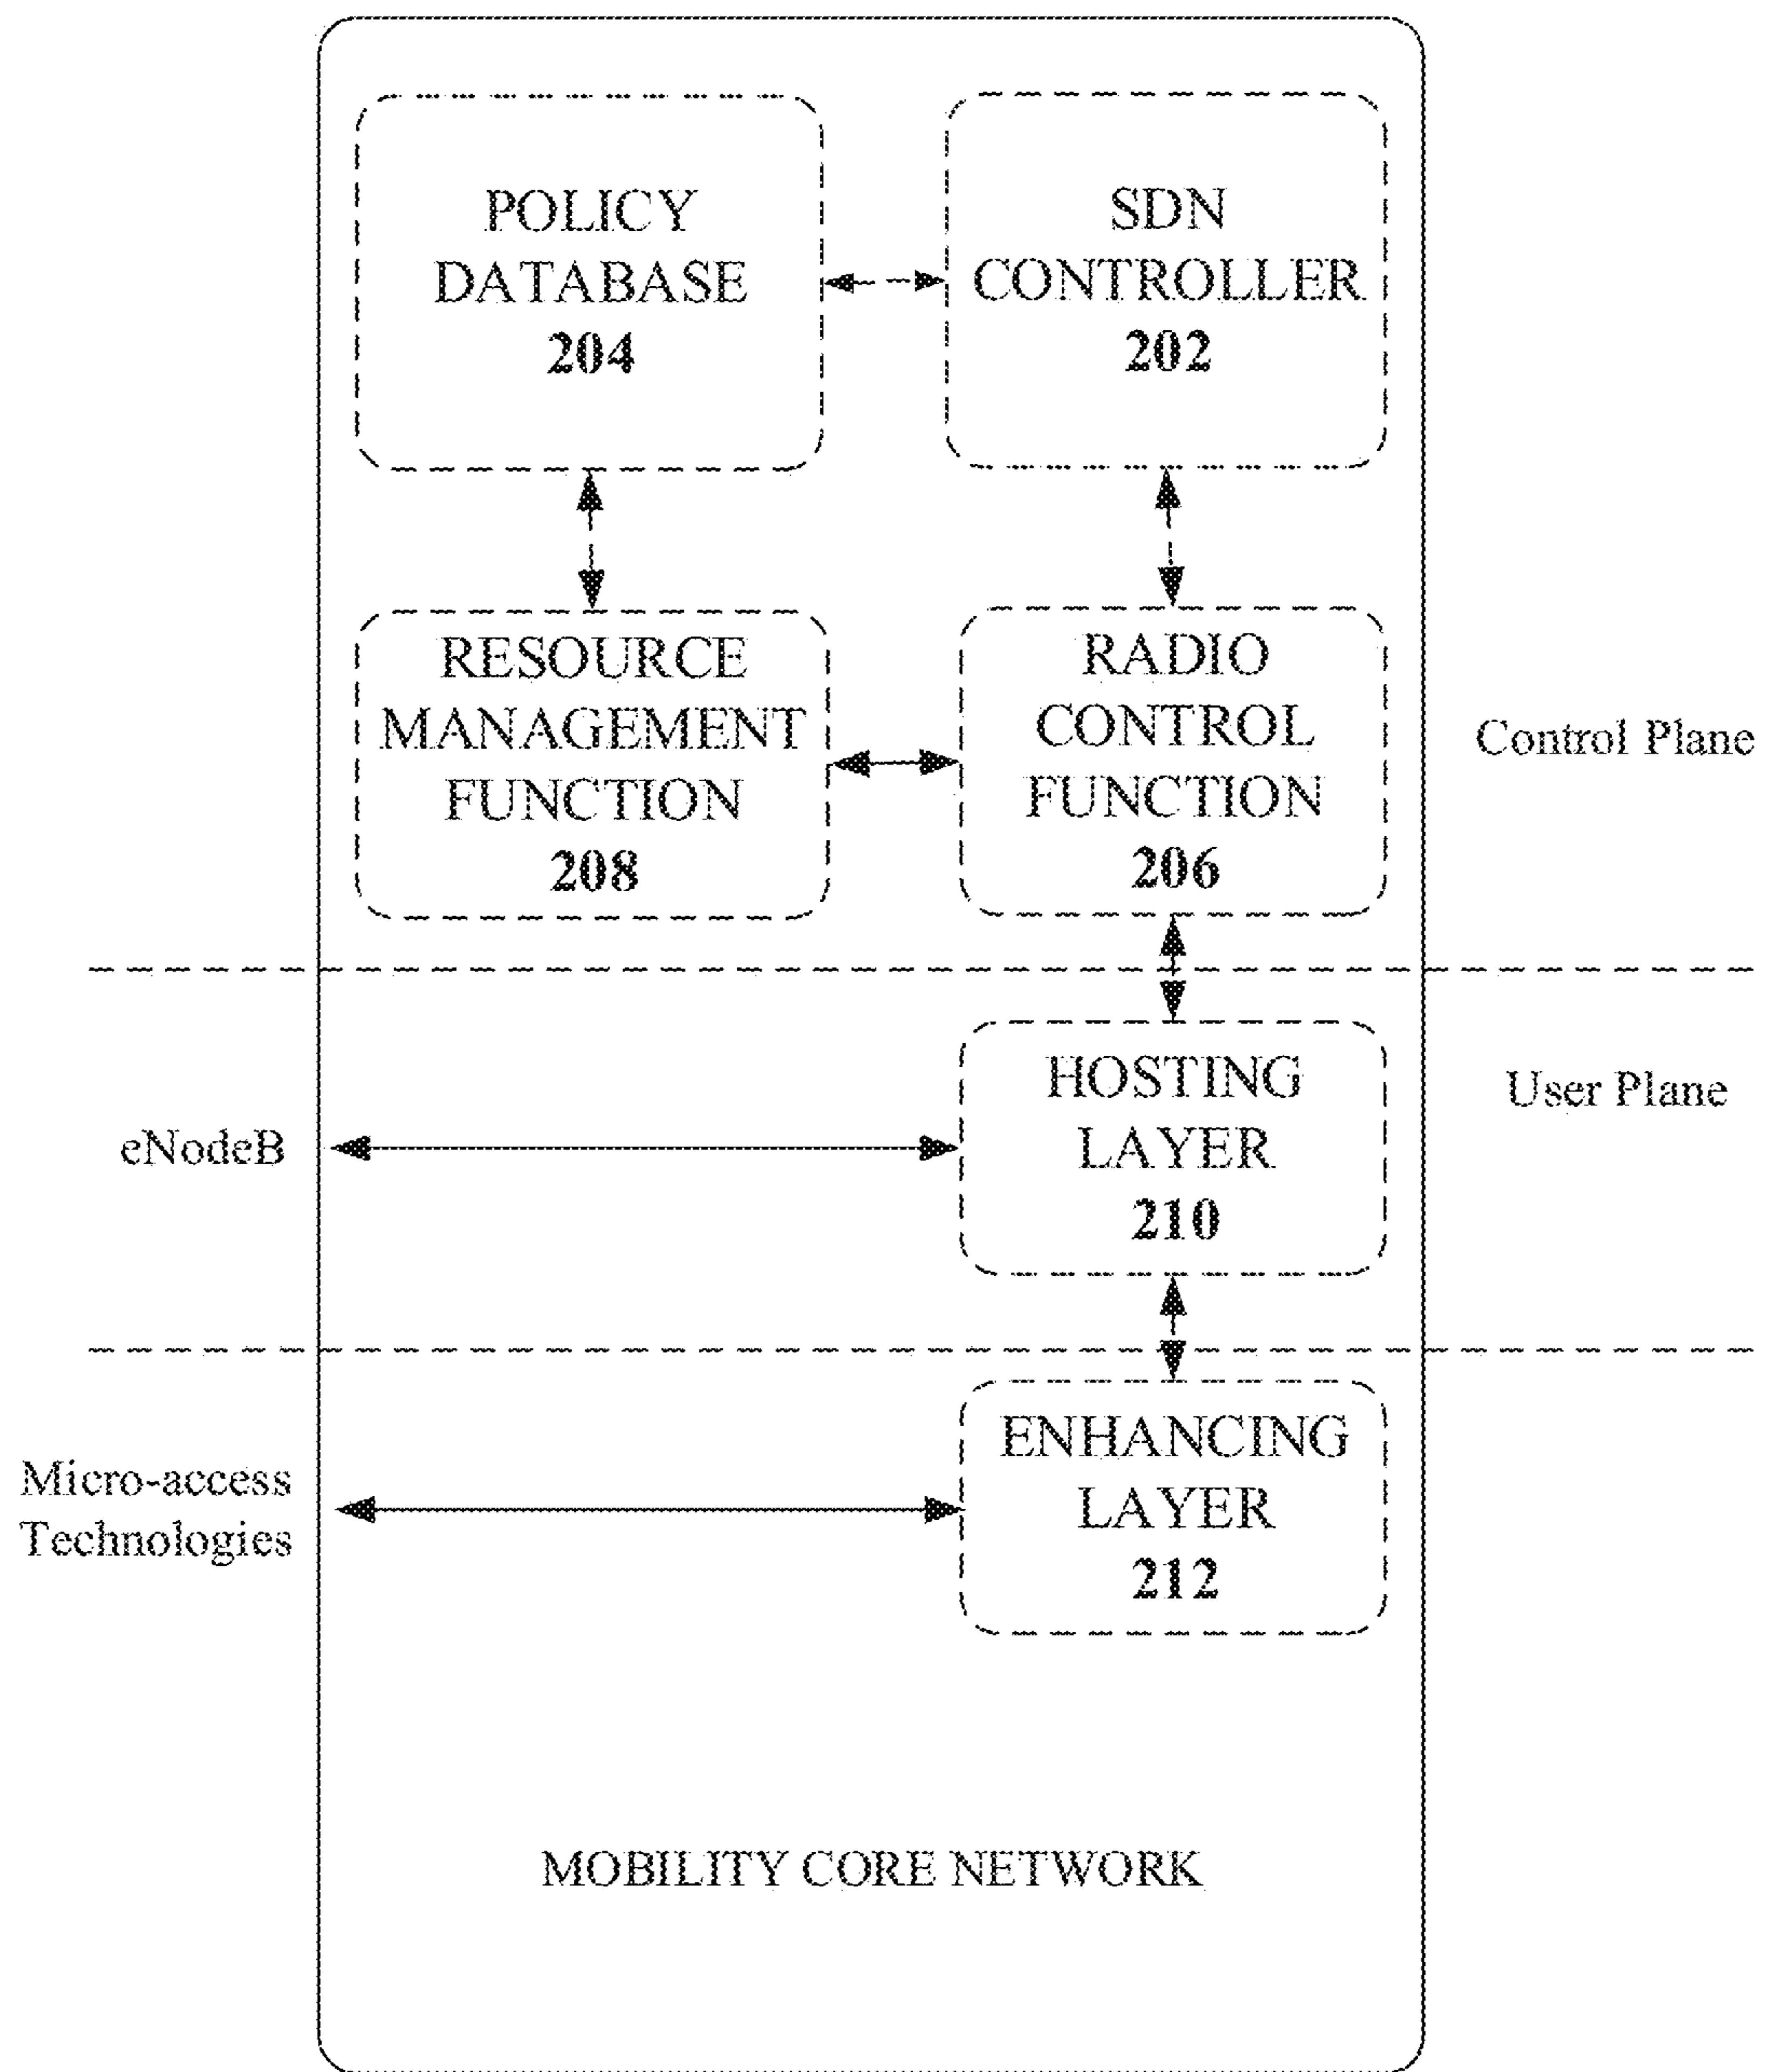 POLICY
DATABASE
204
SDN
CONTROLLER
202
RESOURCE
MANAGEMENT
FUNCTION
208
RADIO
CONTROL
FUNCTION
206
Control Plane
HOSTING
LAYER
210
User Plane
eNodeB
ENHANCING
LAYER
212
Micro-access
Technologies
MOBILITY CORE NETWORK